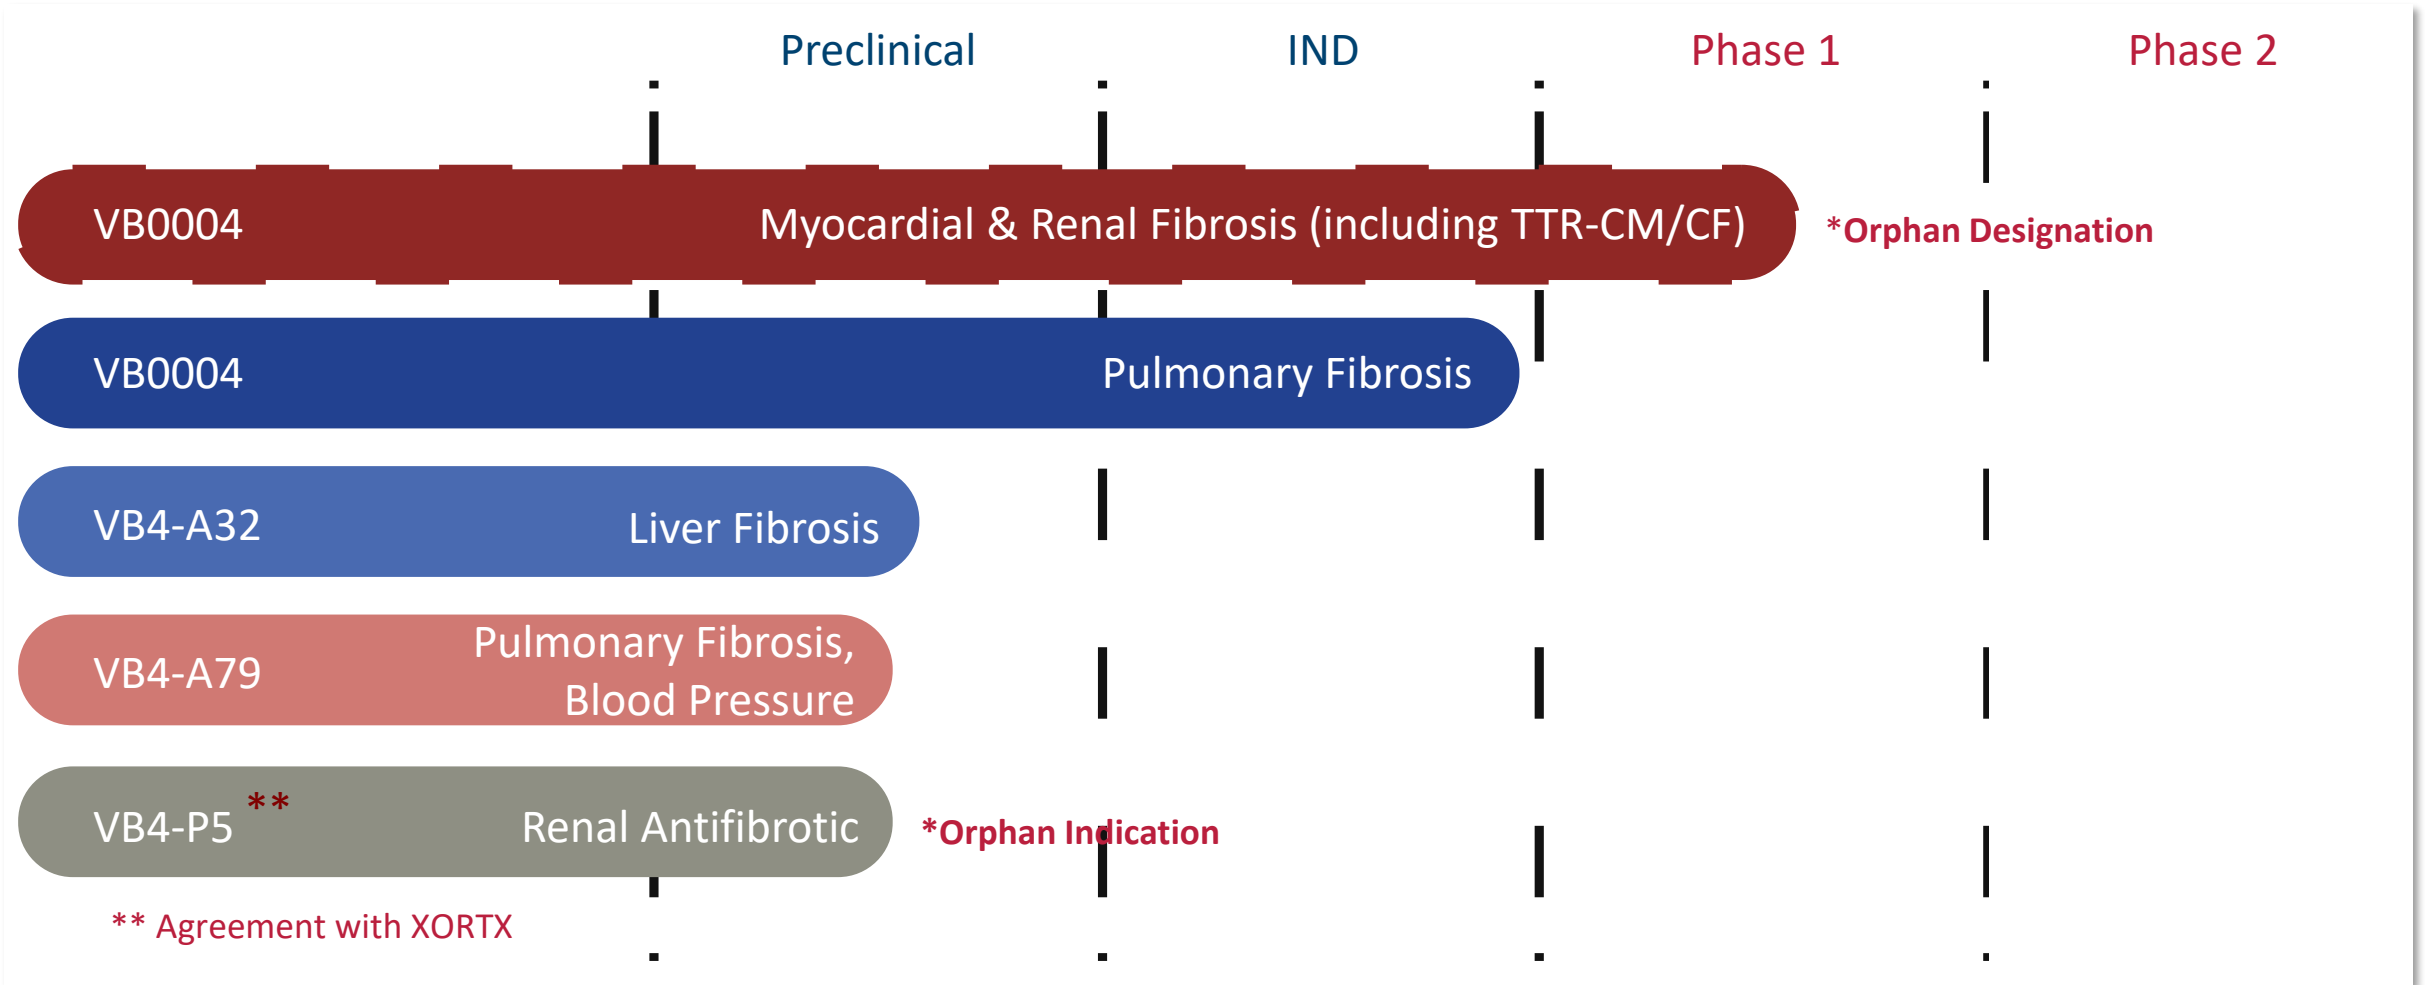 Preclinical IND Phase 1 Phase 2
VB0004 Myocardial & Renal Fibrosis (including TTR-CM/CF) *Orphan Designation
VB0004 Pulmonary Fibrosis
VB4-A32 Liver Fibrosis
VB4-A79 Pulmonary Fibrosis,
Blood Pressure
VB4-P5 ** Renal Antifibrotic *Orphan Indication
** Agreement with XORTX